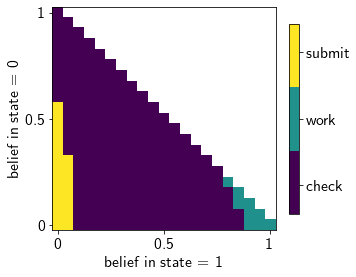 1
0.5
0
belief in state = 0
0
0.5
1
belief in state = 1
submit
work
check